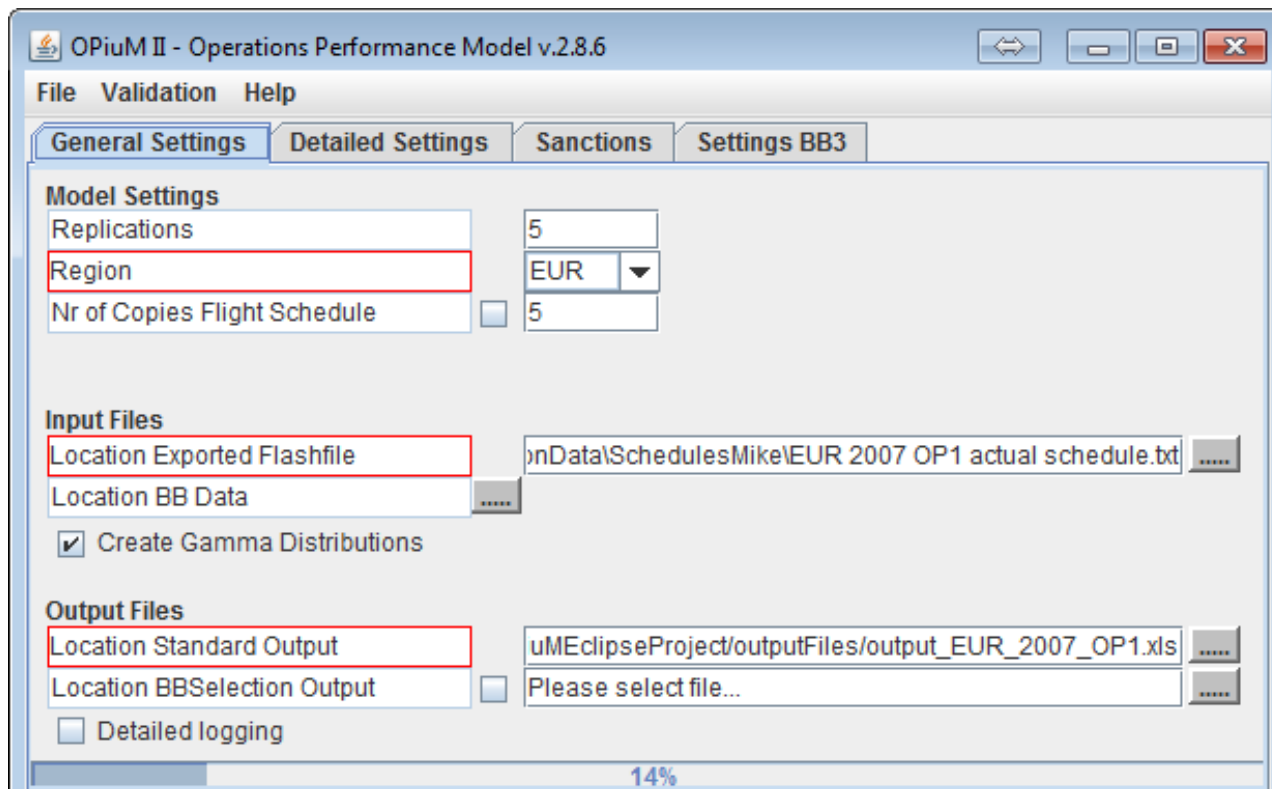 OPiuM II - Operations Performance Model v.2.8.6
File Validation Help
General Settings Detailed Settings Sanctions Settings BB3
Model Settings
Replications 5
Region EUR
Nr of Copies Flight Schedule 5
Input Files
Location Exported Flashfile onData\SchedulesMike\EUR 2007 OP1 actual schedule.txt .....
Location BB Data .....
Create Gamma Distributions
Output Files
Location Standard Output uMEclipseProject/outputFiles/output_EUR_2007_OP1.xls .....
Location BBSelection Output Please select file... .....
Detailed logging
14%